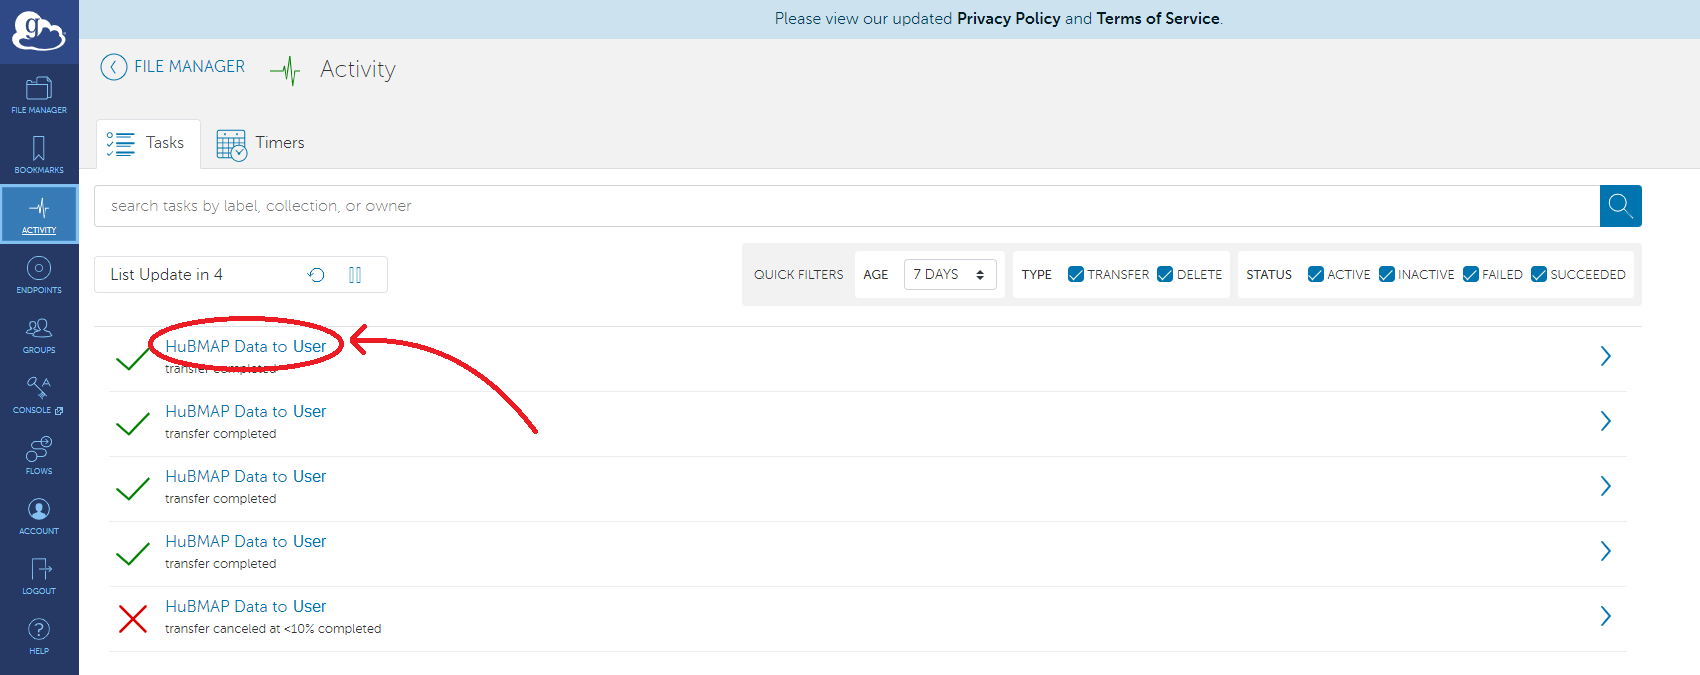 Please view our updated Privacy Policy and Terms of Service.
g
FILE MANAGER
Activity
FILE MANAGER
BOOKMARKS
ACTIVITY
ENDPOINTS
GROUPS
CONSOLE
FLOWS
ACCOUNT
LOGOUT
HELP
Tasks
Timers
search tasks by label, collection, or owner
List Update in 4
QUICK FILTERS AGE 7 DAYS TYPE TRANSFER DELETE STATUS ACTIVE INACTIVE FAILED SUCCEEDED
HuBMAP Data to User
transfer completed
HuBMAP Data to User
transfer completed
HuBMAP Data to User
transfer completed
HuBMAP Data to User
transfer completed
HuBMAP Data to User
transfer canceled at <10% completed